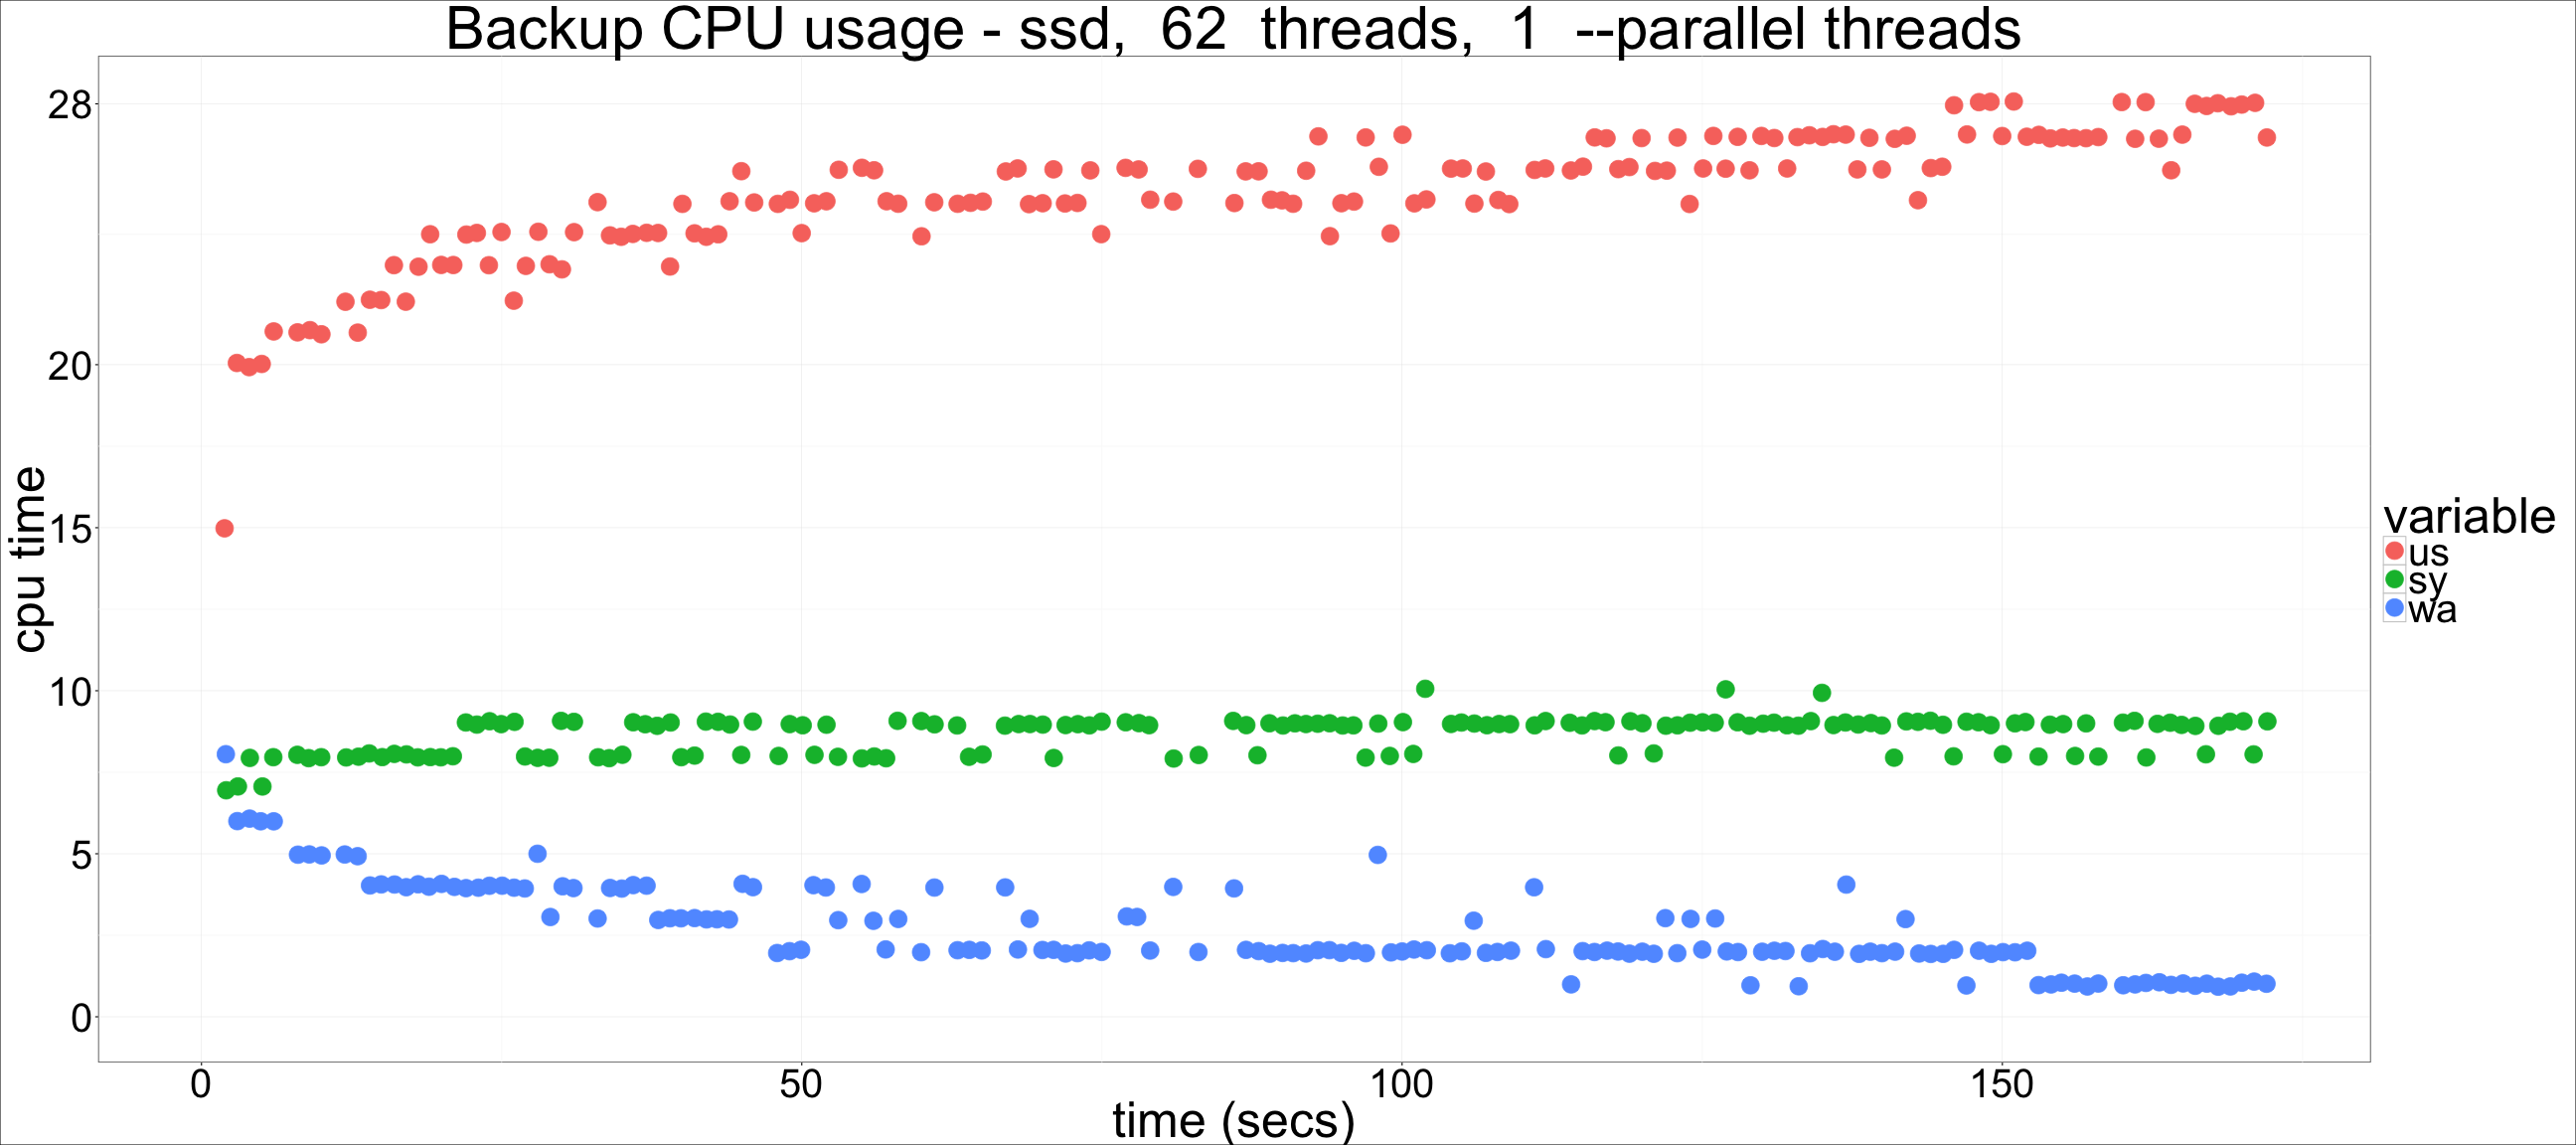 Backup CPU usage - ssd, 62 threads, 1 --parallel threads
28
20
15
10
5
0
cpu time
0 50 100 150
time (secs)
variable
us
sy
wa